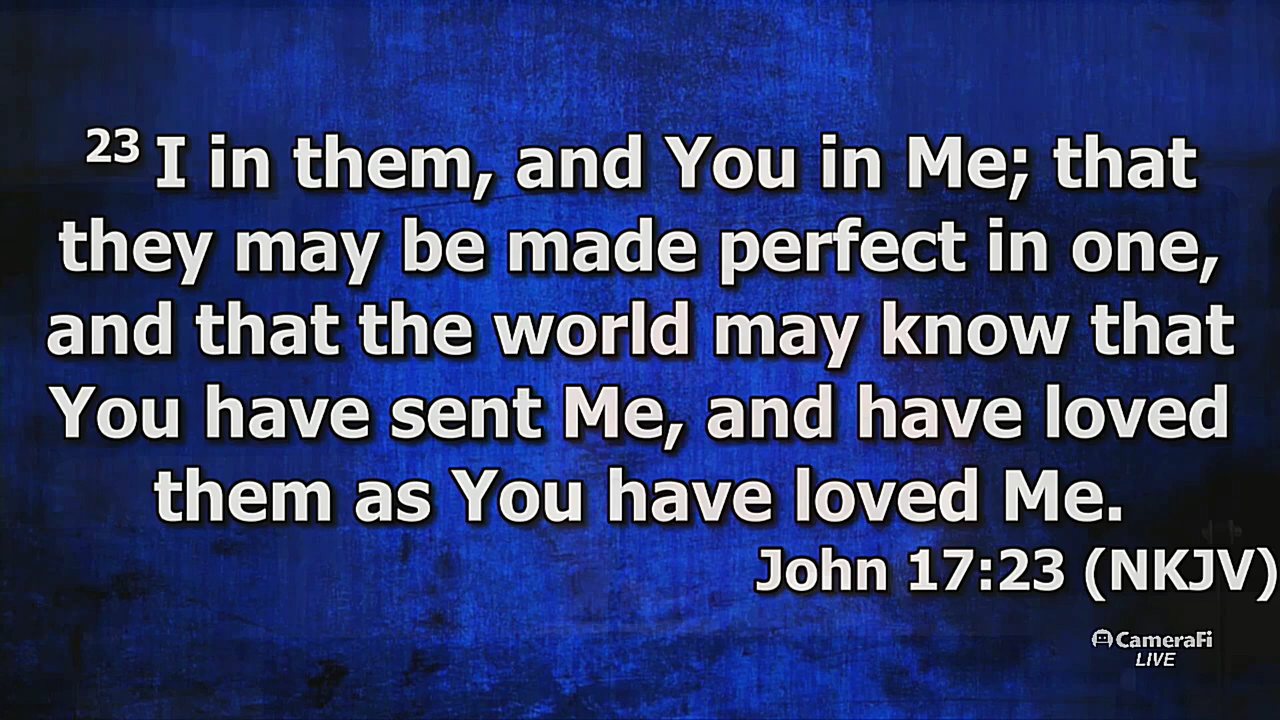 23 I in them, and You in Me; that
they may be made perfect in one,
and that the world may know that
You have sent Me, and have loved
them as You have loved Me.
John 17:23 (NKJV)
CameraFi
LIVE